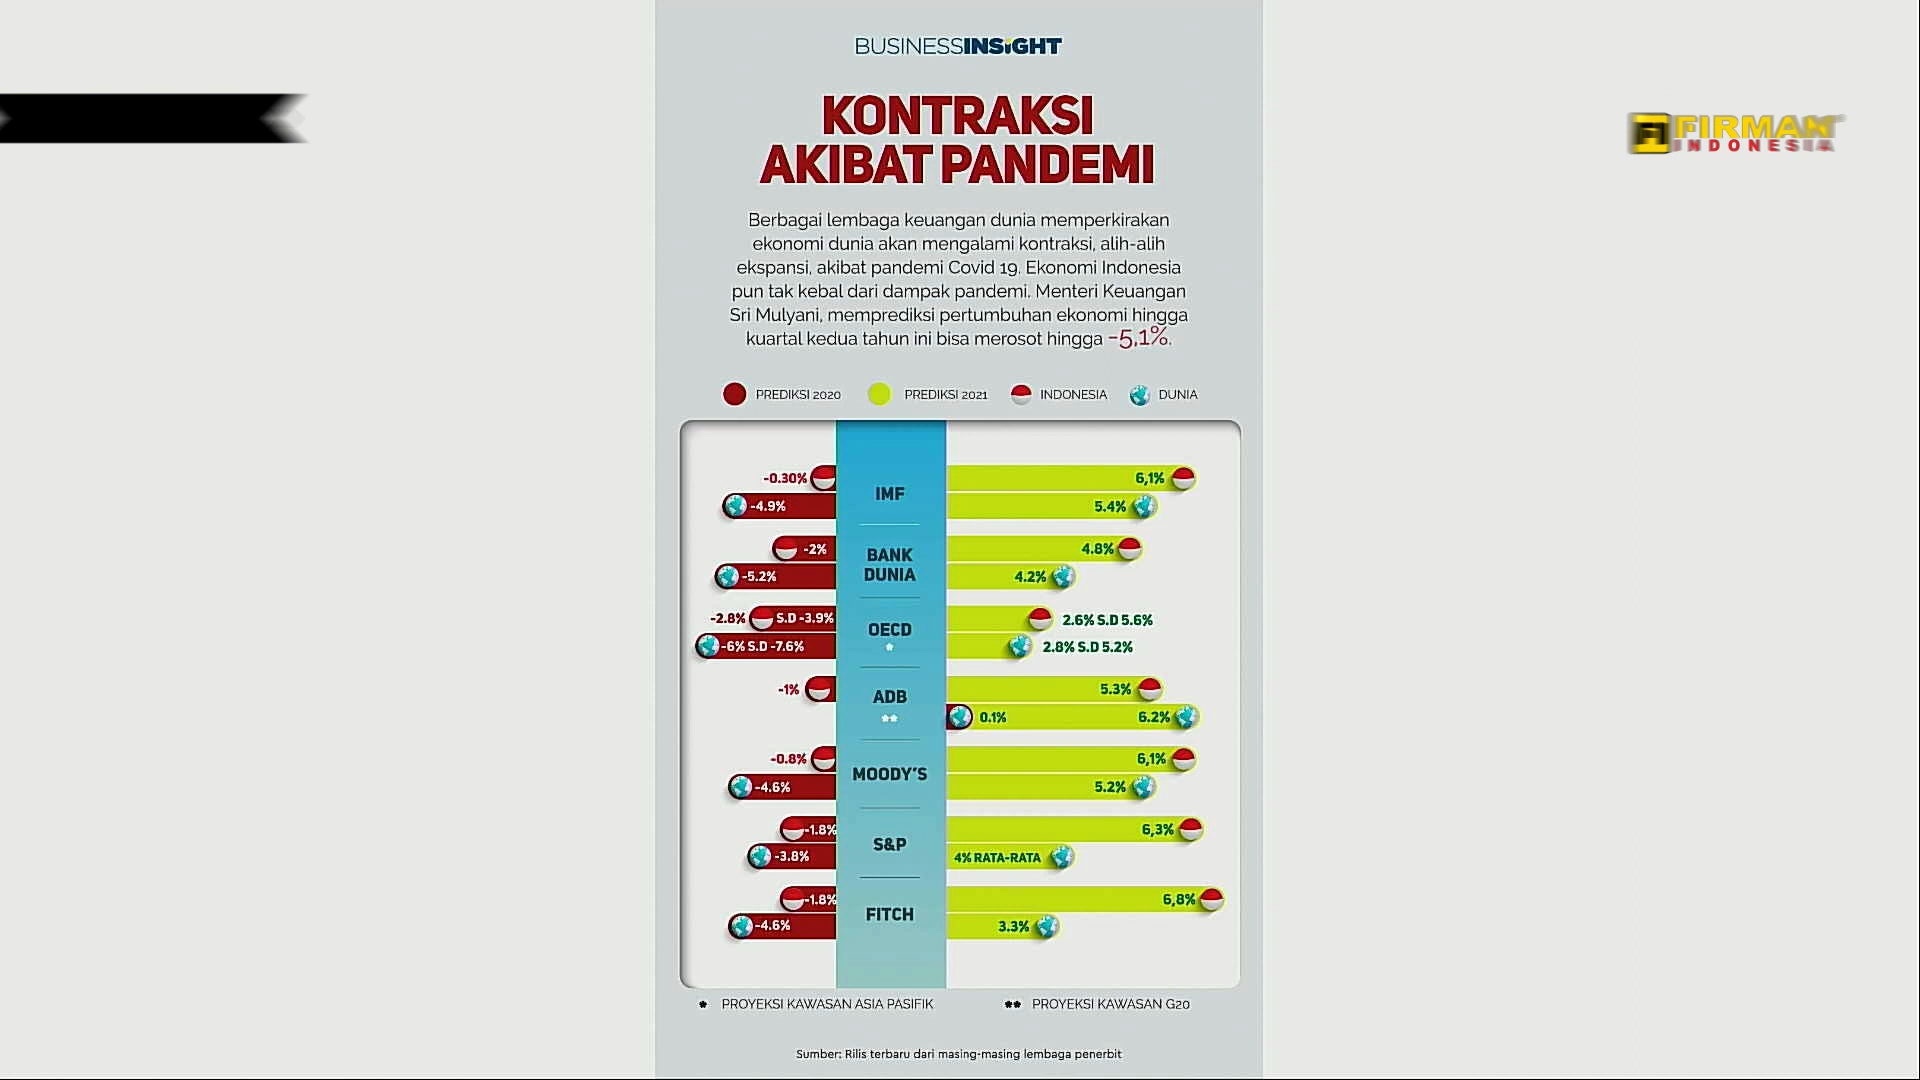 BUSINESSINSiGHT
FIRMAN
INDONESIA
KONTRAKSI
AKIBAT PANDEMI
Berbagai lembaga keuangan dunia memperkirakan
ekonomi dunia akan mengalami kontraksi, alih-alih
ekspansi, akibat pandemi Covid 19. Ekonomi Indonesia
pun tak kebal dari dampak pandemi. Menteri Keuangan
Sri Mulyani, memprediksi pertumbuhan ekonomi hingga
kuartal kedua tahun ini bisa merosot hingga -5,1%.
PREDIKSI 2020 PREDIKSI 2021 INDONESIA DUNIA
-0.30% 6,1%
IMF
-4.9% 5.4%
-2% 4.8%
BANK
DUNIA
-5.2% 4.2%
-2.8% S.D -3.9% 2.6% S.D 5.6%
OECD
-6% S.D -7.6% * 2.8% S.D 5.2%
-1% 5.3%
ADB
** 0.1% 6.2%
-0.8% 6,1%
MOODY'S
-4.6% 5.2%
-1.8% 6,3%
S&P
-3.8% 4% RATA-RATA
-1.8% 6,8%
FITCH
-4.6% 3.3%
* PROYEKSI KAWASAN ASIA PASIFIK ** PROYEKSI KAWASAN G20
Sumber: Rilis terbaru dari masing-masing lembaga penerbit